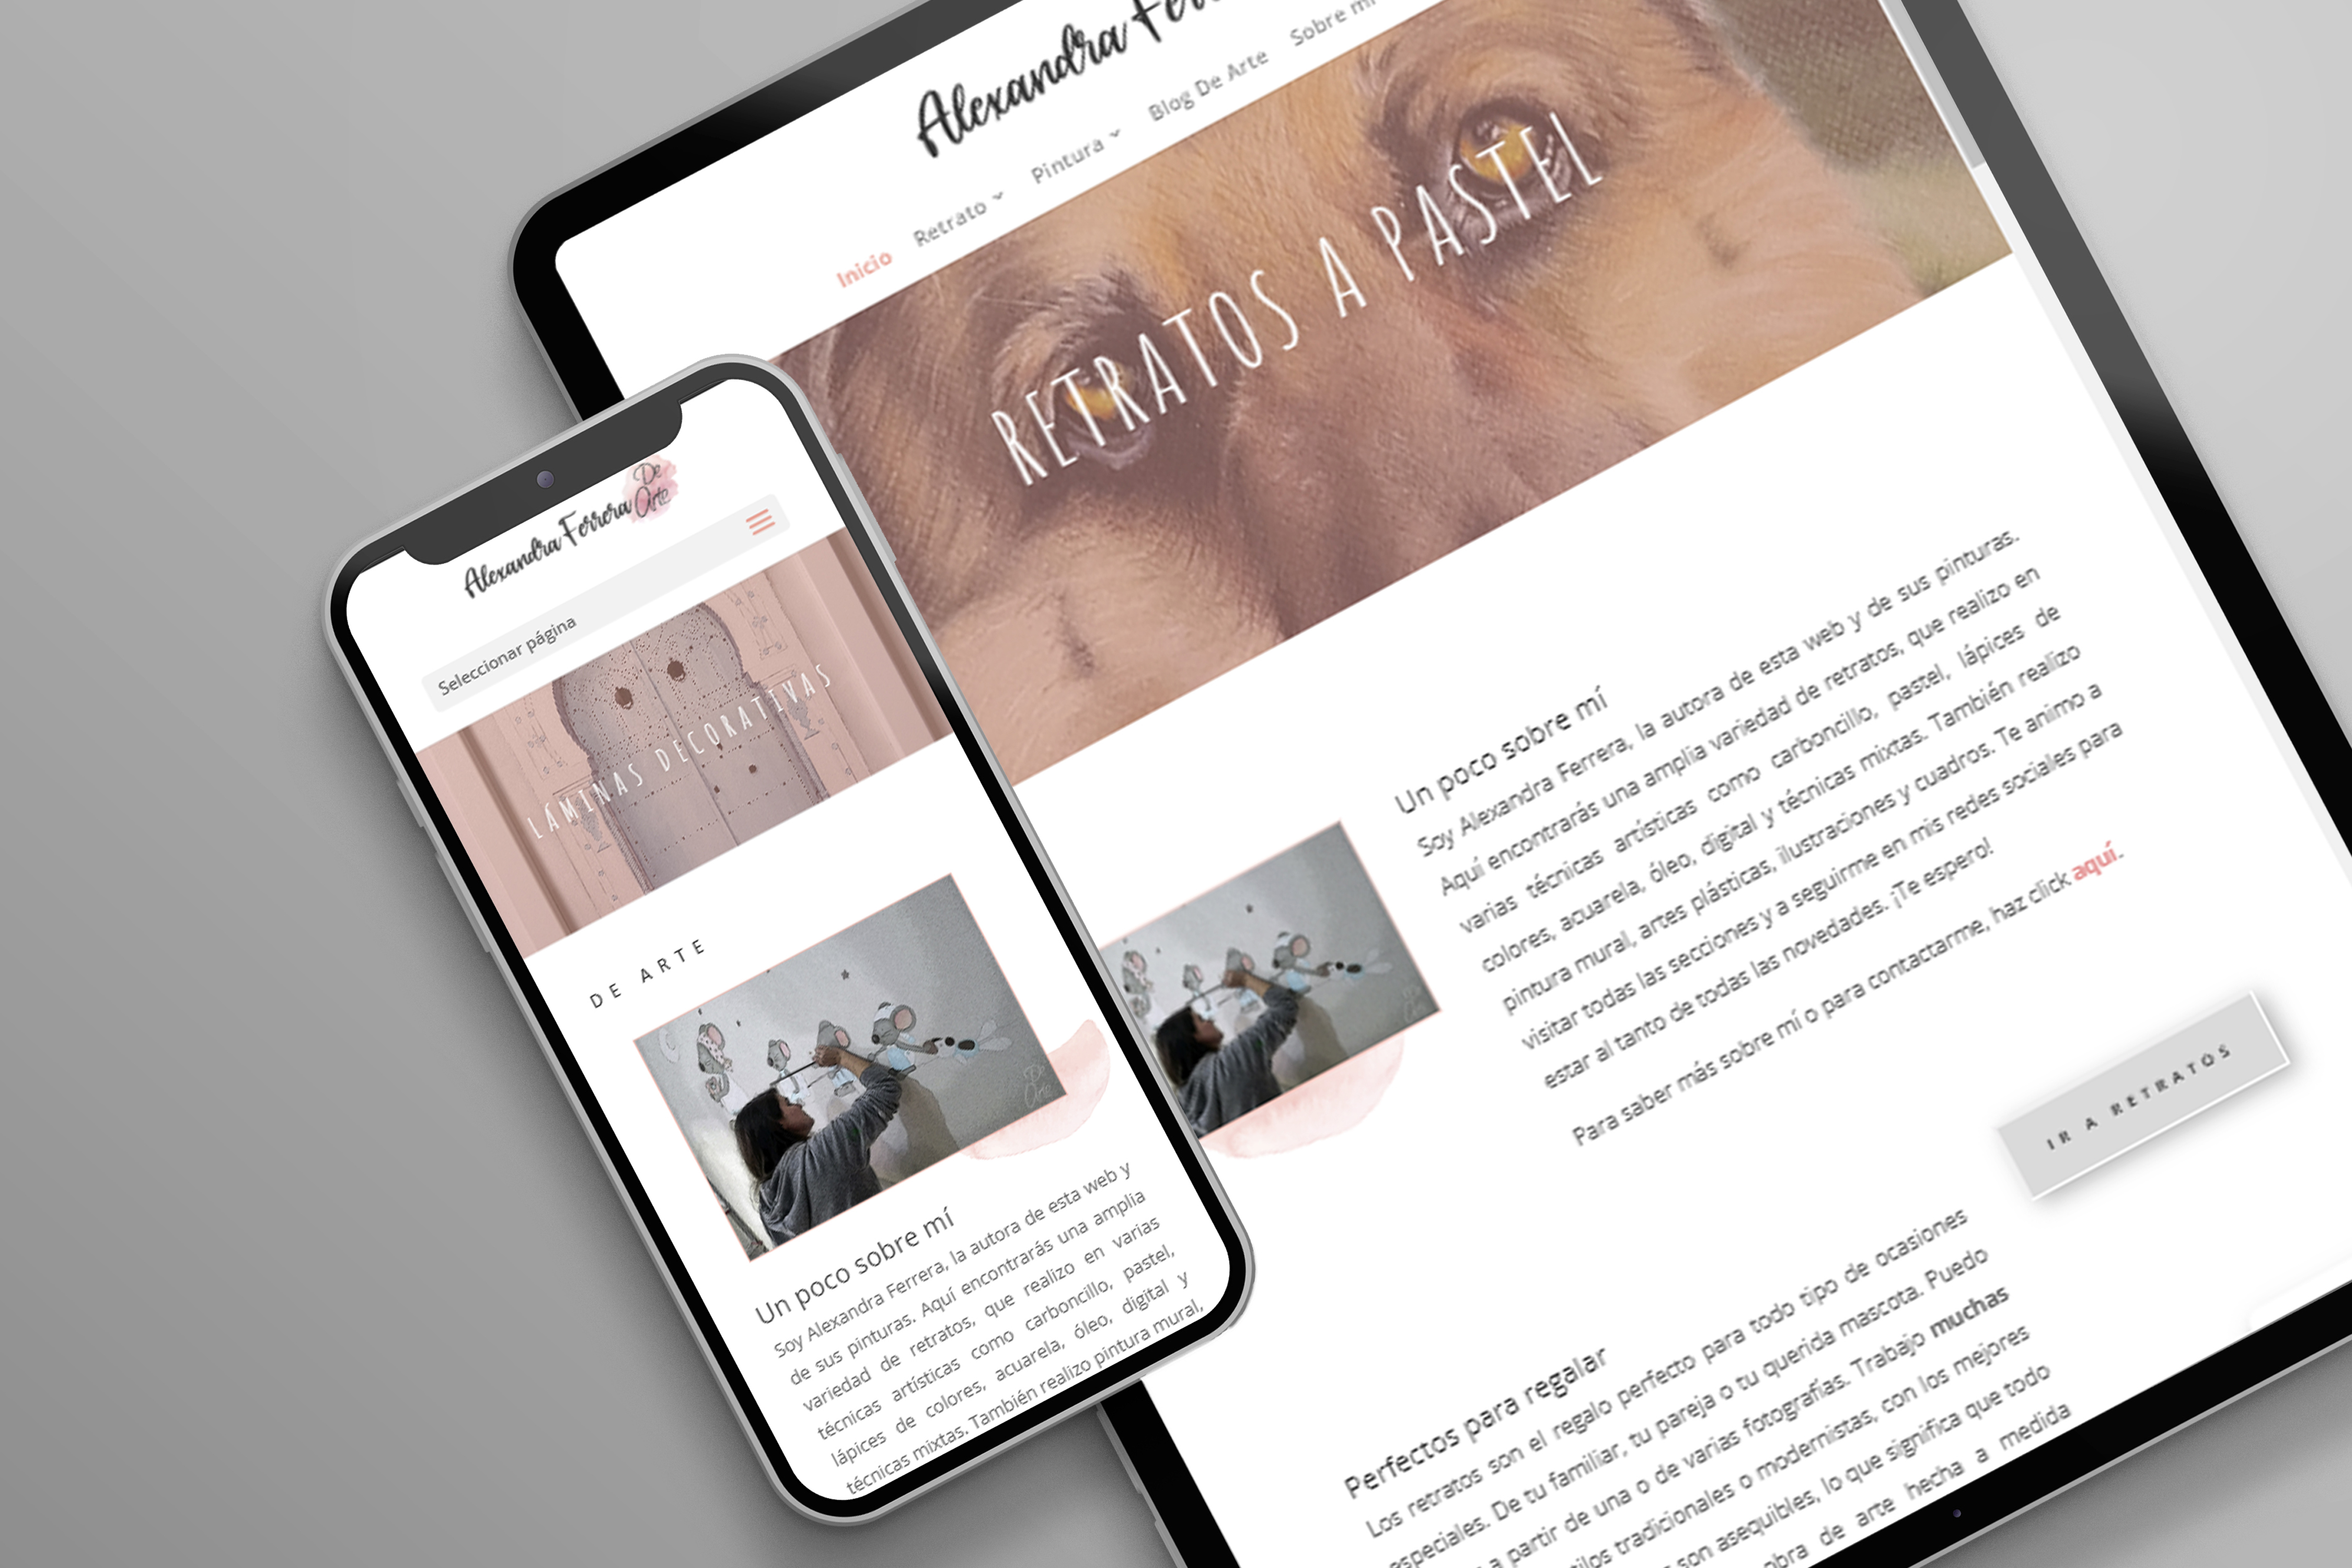 Alexandra Ferr
Inicio Retrato Pintura Blog De Arte Sobre mí
RETRATOS A PASTEL
Un poco sobre mí
Soy Alexandra Ferrera, la autora de esta web y de sus pinturas.
Aquí encontrarás una amplia variedad de retratos, que realizo en
varias técnicas artísticas como carboncillo, pastel, lápices de
colores, acuarela, óleo, digital y técnicas mixtas. También realizo
pintura mural, artes plásticas, ilustraciones y cuadros. Te animo a
visitar todas las secciones y a seguirme en mis redes sociales para
estar al tanto de todas las novedades. ¡Te espero!
Para saber más sobre mí o para contactarme, haz click aquí.
IR A RETRATOS
Perfectos para regalar
Los retratos son el regalo perfecto para todo tipo de ocasiones
especiales. De tu familiar, tu pareja o tu querida mascota. Puedo
a partir de una o de varias fotografías. Trabajo muchas
tilos tradicionales o modernistas, con los mejores
son asequibles, lo que significa que todo
obra de arte hecha a medida
Alexandra Ferrera De Arte
Seleccionar página
LÁMINAS DECORATIVAS
DE ARTE
De Arte
Un poco sobre mí
Soy Alexandra Ferrera, la autora de esta web y
de sus pinturas. Aquí encontrarás una amplia
variedad de retratos, que realizo en varias
técnicas artísticas como carboncillo, pastel,
lápices de colores, acuarela, óleo, digital y
técnicas mixtas. También realizo pintura mural,